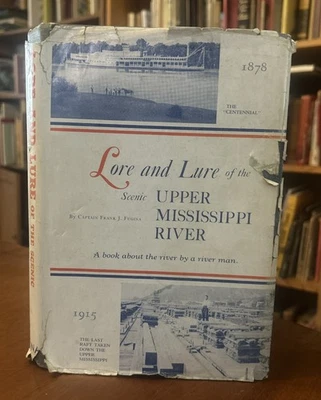 1878
THE
"CENTENNIAL"
Lore and Lure of the
Scenic UPPER
MISSISSIPPI
RIVER
BY CAPTAIN FRANK J. FUGINA
A book about the river by a river man.
1915
THE LAST
RAFT TAKEN
DOWN THE
UPPER
MISSISSIPPI
AND LURE OF THE SCENIC